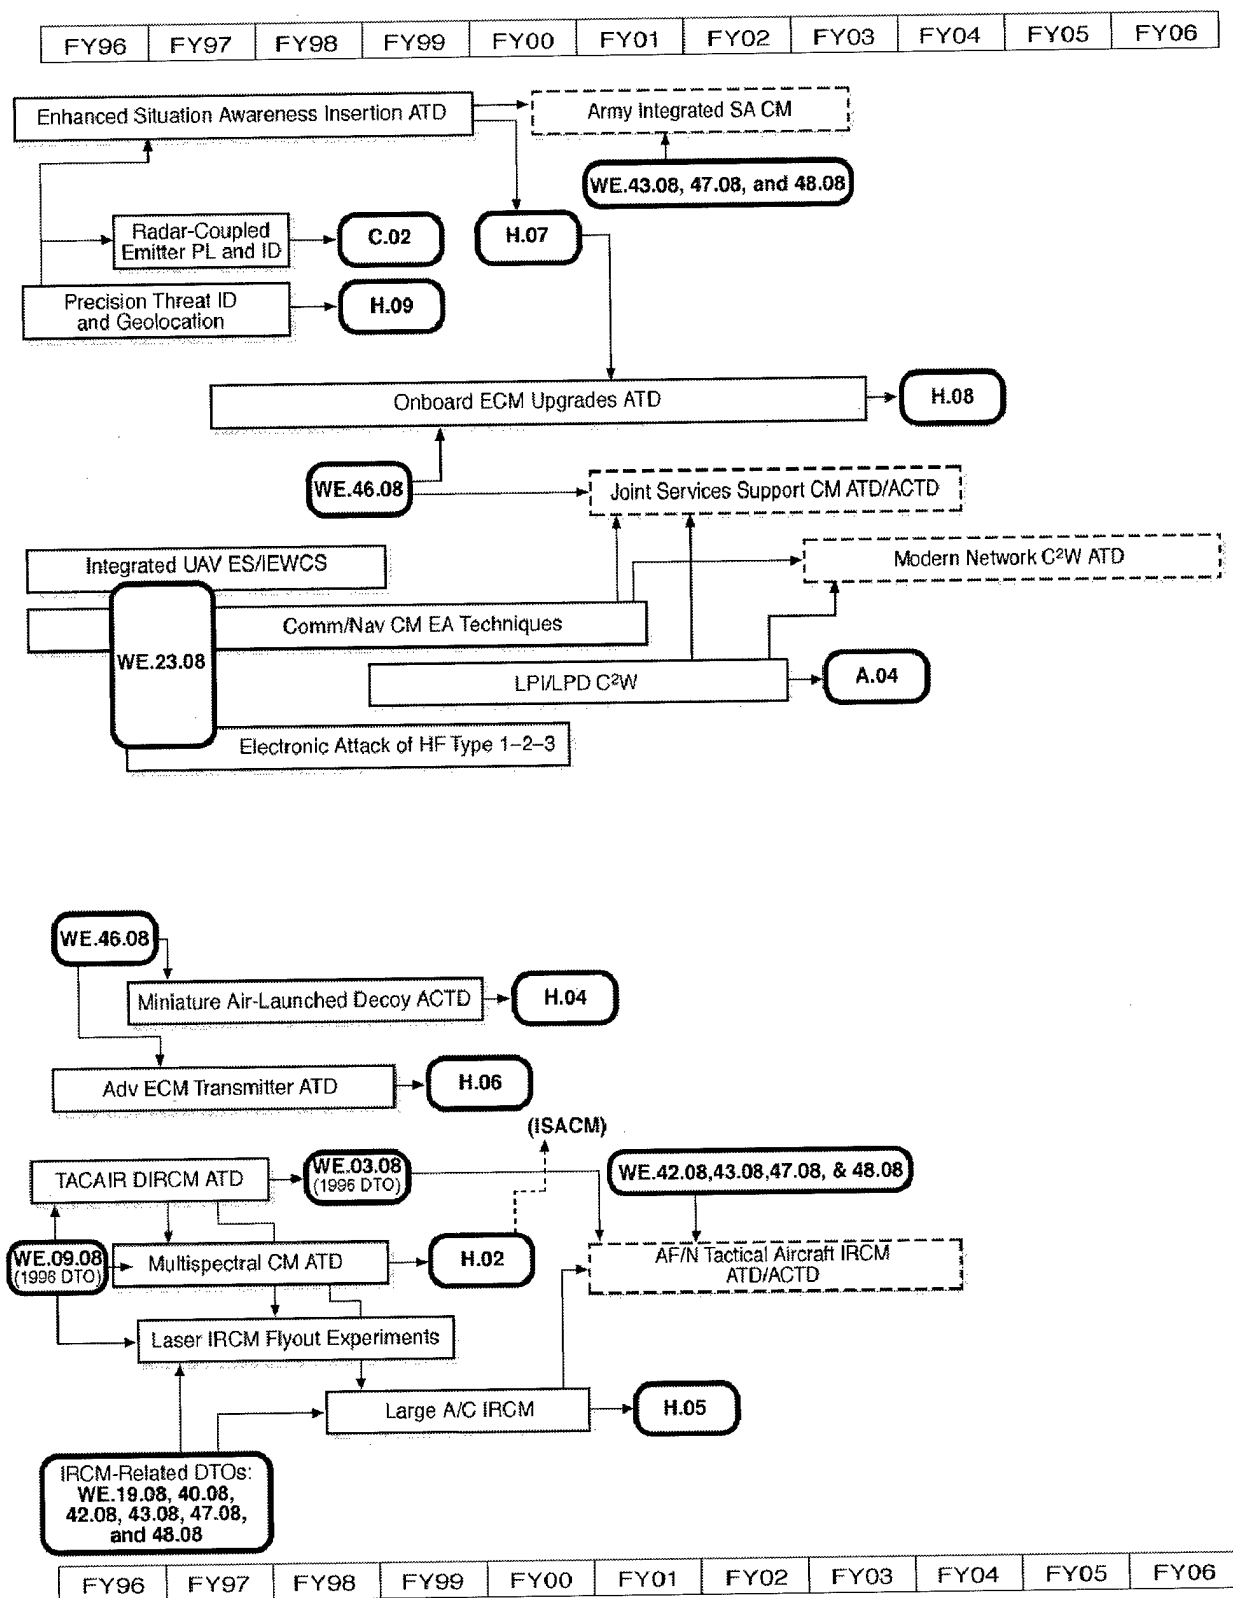 FY96 FY97 FY98 FY99 FY00 FY01 FY02 FY03 FY04 FY05 FY06
Enhanced Situation Awareness Insertion ATD
Army Integrated SA CM
WE.43.08, 47.08, and 48.08
Radar-Coupled
Emitter PL and ID
C.02
H.07
Precision Threat ID
and Geolocation
H.09
Onboard ECM Upgrades ATD
H.08
WE.46.08
Joint Services Support CM ATD/ACTD
Integrated UAV ES/IEWCS
Modern Network C²W ATD
Comm/Nav CM EA Techniques
WE.23.08
LPI/LPD C²W
A.04
Electronic Attack of HF Type 1–2–3
WE.46.08
Miniature Air-Launched Decoy ACTD
H.04
Adv ECM Transmitter ATD
H.06
(ISACM)
TACAIR DIRCM ATD
WE.03.08
(1996 DTO)
WE.42.08,43.08,47.08, & 48.08
WE.09.08
(1996 DTO)
Multispectral CM ATD
H.02
AF/N Tactical Aircraft IRCM
ATD/ACTD
Laser IRCM Flyout Experiments
Large A/C IRCM
H.05
IRCM-Related DTOs:
WE.19.08, 40.08,
42.08, 43.08, 47.08,
and 48.08
FY96 FY97 FY98 FY99 FY00 FY01 FY02 FY03 FY04 FY05 FY06